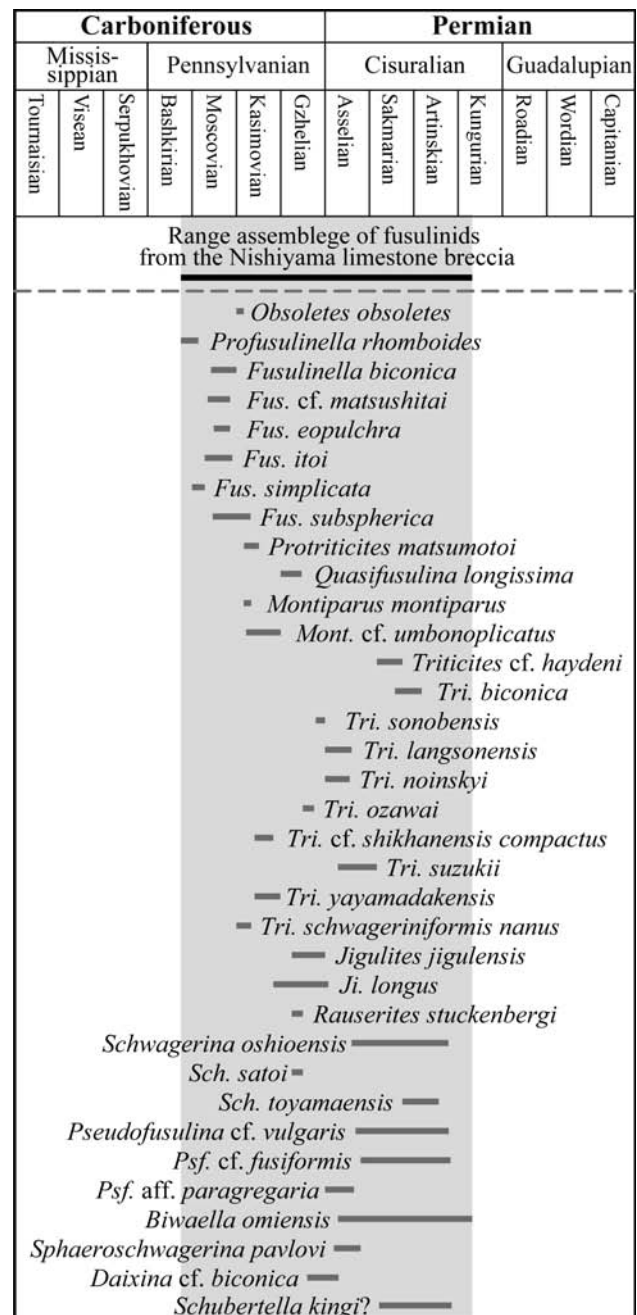 Carboniferous Permian
Missis-
sippian
Pennsylvanian Cisuralian Guadalupian
Tournaisian Visean Serpukhovian Bashkirian Moscovian Kasimovian Gzhelian Asselian Sakmarian Artinskian Kungurian Roadian Wordian Capitanian
Range assemblege of fusulinids
from the Nishiyama limestone breccia
Obsoletes obsoletes
Profusulinella rhomboides
Fusulinella biconica
Fus. cf. matsushitai
Fus. eopulchra
Fus. itoi
Fus. simplicata
Fus. subspherica
Protriticites matsumotoi
Quasifusulina longissima
Montiparus montiparus
Mont. cf. umbonoplicatus
Triticites cf. haydeni
Tri. biconica
Tri. sonobensis
Tri. langsonensis
Tri. noinskyi
Tri. ozawai
Tri. cf. shikhanensis compactus
Tri. suzukii
Tri. yayamadakensis
Tri. schwageriniformis nanus
Jigulites jigulensis
Ji. longus
Rauserites stuckenbergi
Schwagerina oshioensis
Sch. satoi
Sch. toyamaensis
Pseudofusulina cf. vulgaris
Psf. cf. fusiformis
Psf. aff. paragregaria
Biwaella omiensis
Sphaeroschwagerina pavlovi
Daixina cf. biconica
Schubertella kingi?